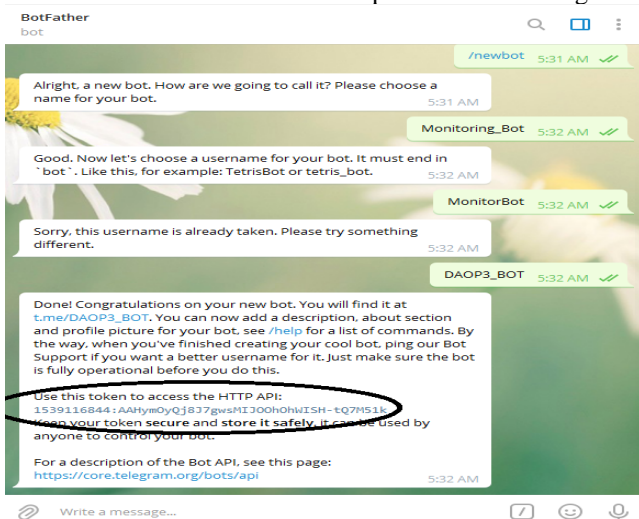 BotFather
bot
/newbot 5:31 AM
Alright, a new bot. How are we going to call it? Please choose a
name for your bot. 5:31 AM
Monitoring_Bot 5:32 AM
Good. Now let's choose a username for your bot. It must end in
`bot`. Like this, for example: TetrisBot or tetris_bot. 5:32 AM
MonitorBot 5:32 AM
Sorry, this username is already taken. Please try something
different. 5:32 AM
DAOP3_BOT 5:32 AM
Done! Congratulations on your new bot. You will find it at
t.me/DAOP3_BOT. You can now add a description, about section
and profile picture for your bot, see /help for a list of commands. By
the way, when you've finished creating your cool bot, ping our Bot
Support if you want a better username for it. Just make sure the bot
is fully operational before you do this.
Use this token to access the HTTP API:
Keep your token secure and store it safely, it can be used by
anyone to control your bot.
For a description of the Bot API, see this page:
https://core.telegram.org/bots/api 5:32 AM
Write a message...